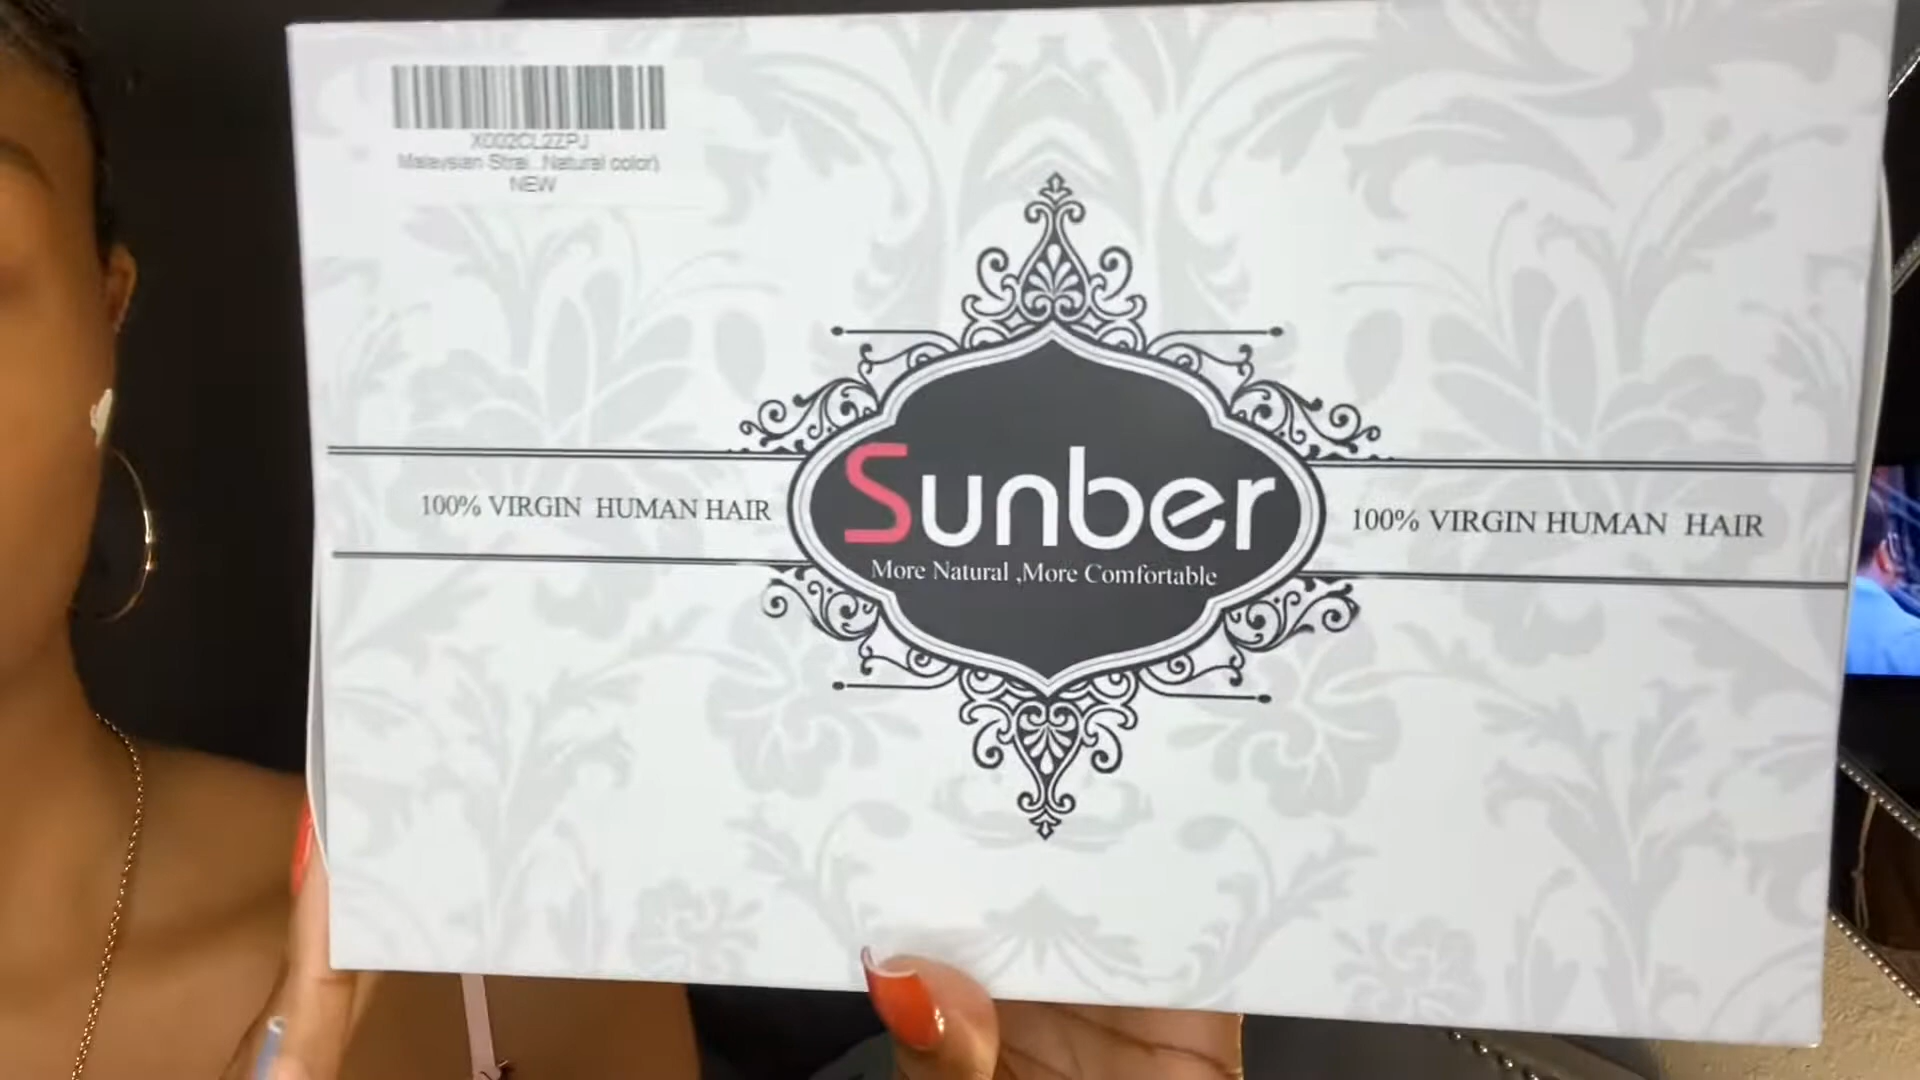 X002CL2ZPJ
Malaysian Strai...Natural color)
NEW
Sunber
100% VIRGIN HUMAN HAIR
100% VIRGIN HUMAN HAIR
More Natural ,More Comfortable